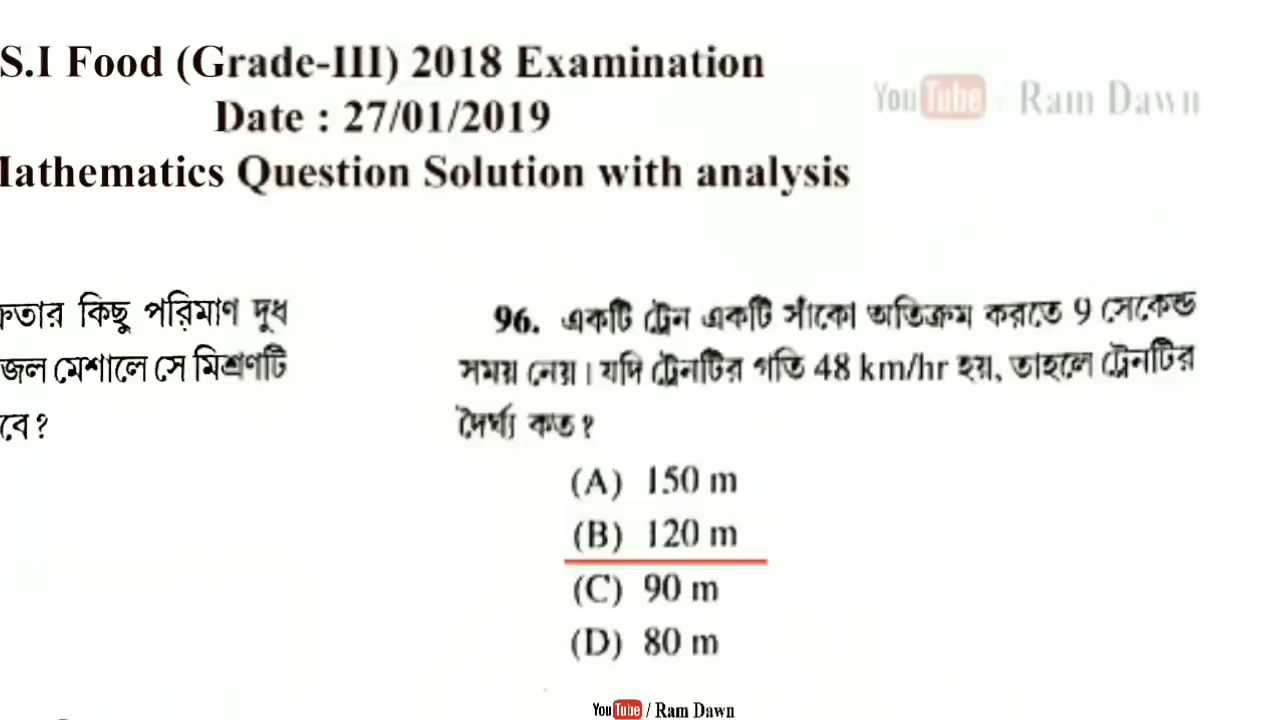 S.I Food (Grade-III) 2018 Examination
YouTube / Ram Dawn
Date : 27/01/2019
Mathematics Question Solution with analysis
কিছু পরিমাণ দুধ
জল মেশালে সে মিশ্রণটি
96. একটি ট্রেন একটি সাঁকো অতিক্রম করতে 9 সেকেন্ড
সময় নেয়। যদি ট্রেনটির গতি 48 km/hr হয়, তাহলে ট্রেনটির
দৈর্ঘ্য কত?
(A) 150 m
(B) 120 m
(C) 90 m
(D) 80 m
YouTube / Ram Dawn